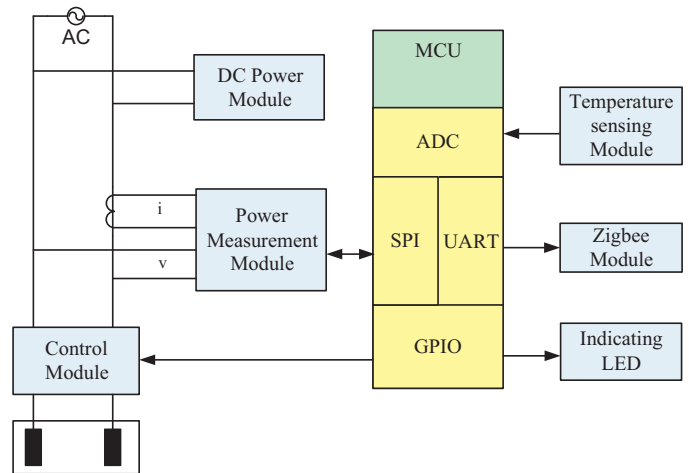 AC
DC Power
Module
MCU
Temperature
sensing
Module
ADC
i
Power
Measurement
Module
v
SPI
UART
Zigbee
Module
Control
Module
GPIO
Indicating
LED